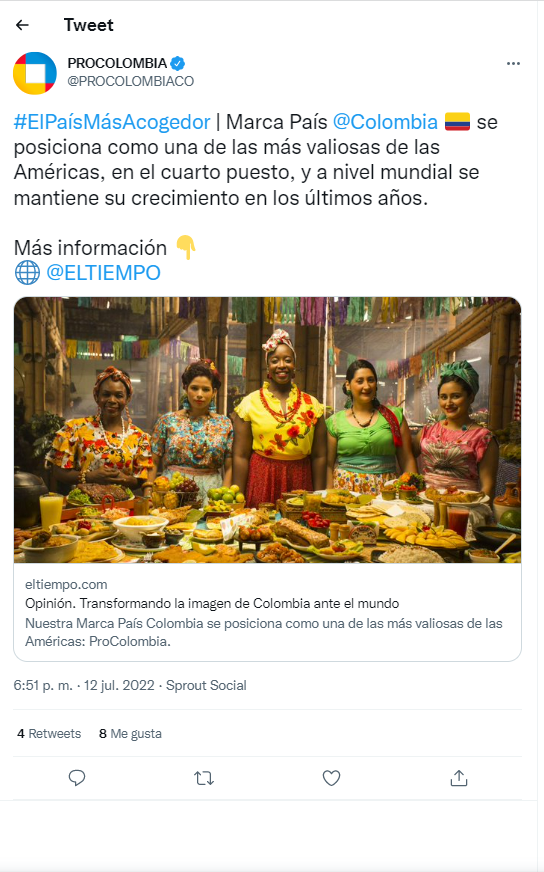 Tweet
PROCOLOMBIA
@PROCOLOMBIACO
#ElPaísMásAcogedor | Marca País @Colombia 🇨🇴 se
posiciona como una de las más valiosas de las
Américas, en el cuarto puesto, y a nivel mundial se
mantiene su crecimiento en los últimos años.
Más información 👇
🌐 @ELTIEMPO
eltiempo.com
Opinión. Transformando la imagen de Colombia ante el mundo
Nuestra Marca País Colombia se posiciona como una de las más valiosas de las
Américas: ProColombia.
6:51 p. m. · 12 jul. 2022 · Sprout Social
4 Retweets 8 Me gusta